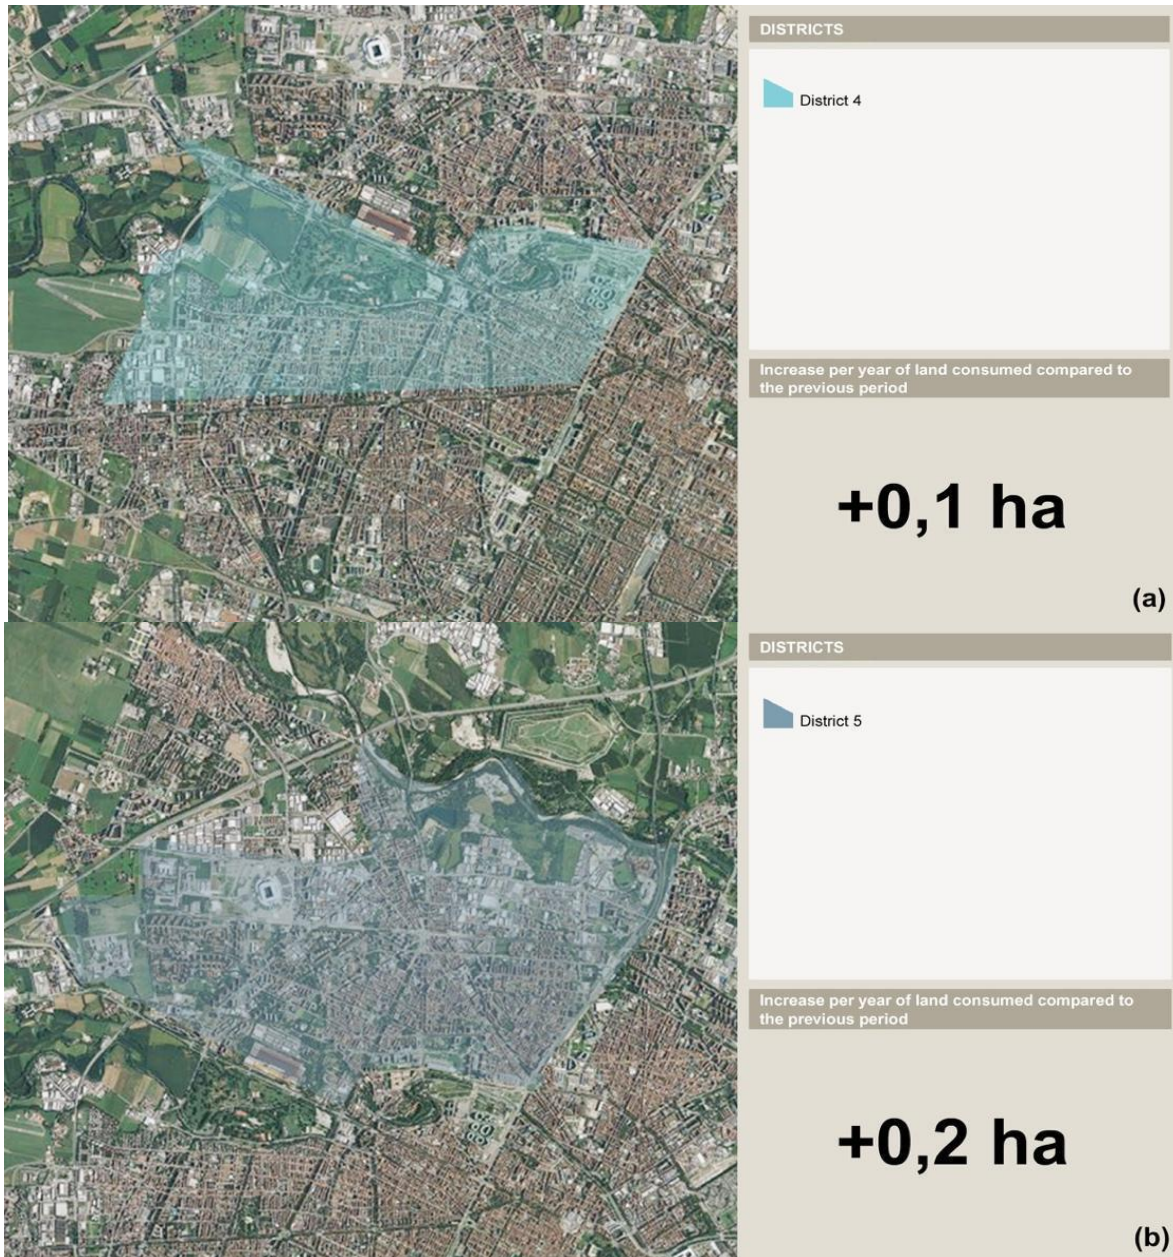 DISTRICTS
District 4
Increase per year of land consumed compared to
the previous period
+0,1 ha
(a)
DISTRICTS
District 5
Increase per year of land consumed compared to
the previous period
+0,2 ha
(b)